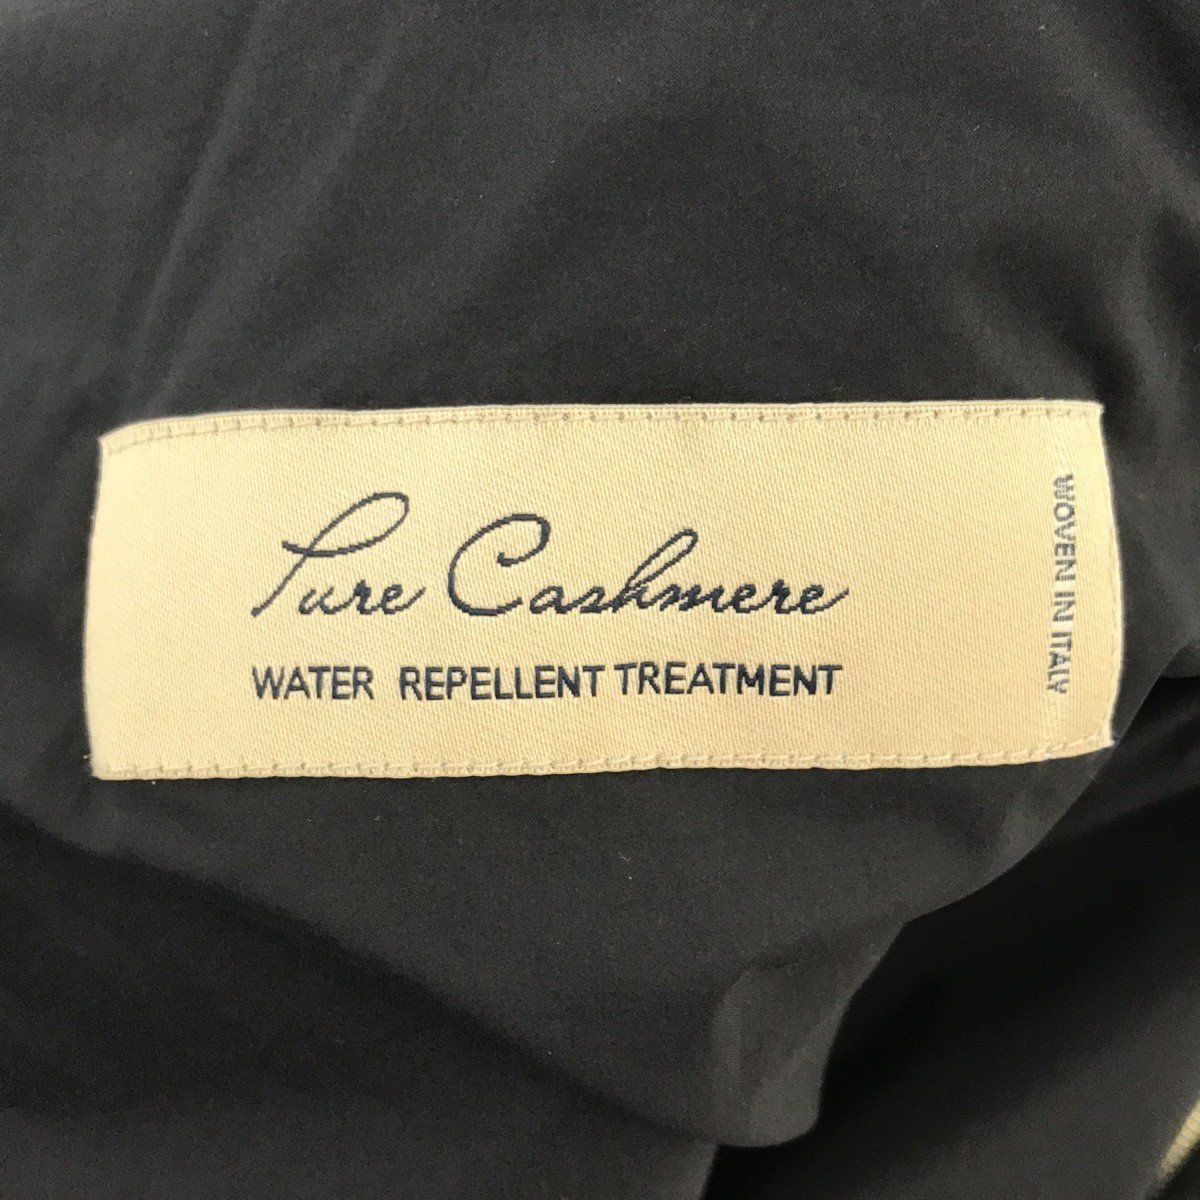 Pure Cashmere
WATER REPELLENT TREATMENT
WOVEN IN ITALY